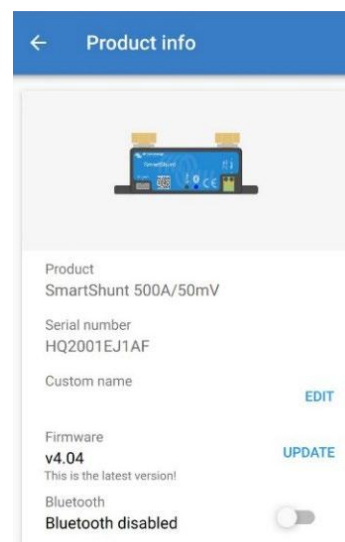 Product info
Product
SmartShunt 500A/50mV
Serial number
HQ2001EJ1AF
Custom name
EDIT
Firmware
v4.04
UPDATE
This is the latest version!
Bluetooth
Bluetooth disabled